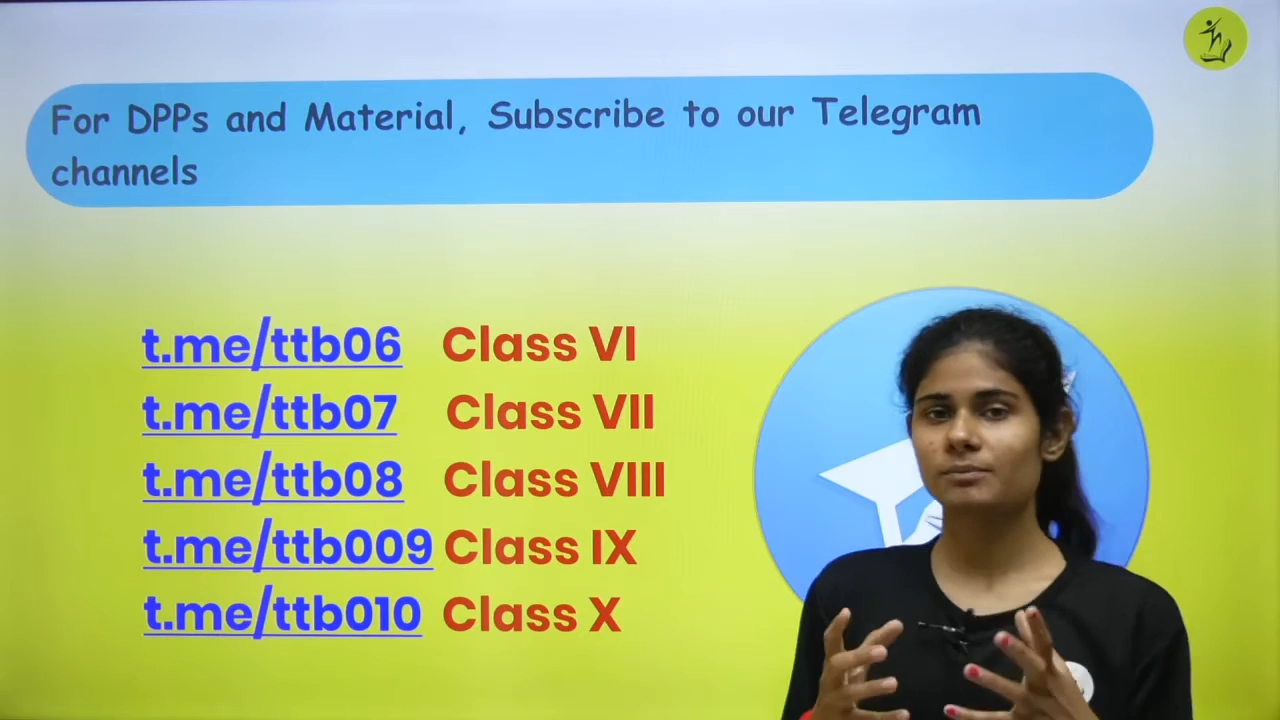 For DPPs and Material, Subscribe to our Telegram
channels
t.me/ttb06 Class VI
t.me/ttb07 Class VII
t.me/ttb08 Class VIII
t.me/ttb009 Class IX
t.me/ttb010 Class X